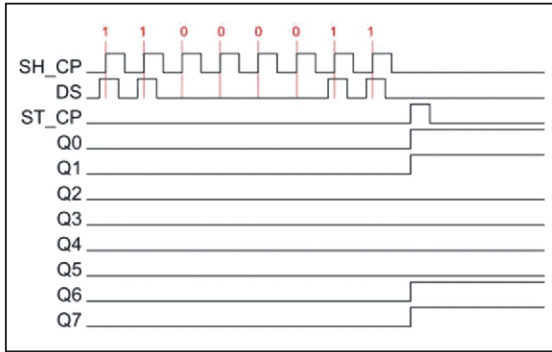 1 1 0 0 0 0 1 1
SH_CP
DS
ST_CP
Q0
Q1
Q2
Q3
Q4
Q5
Q6
Q7